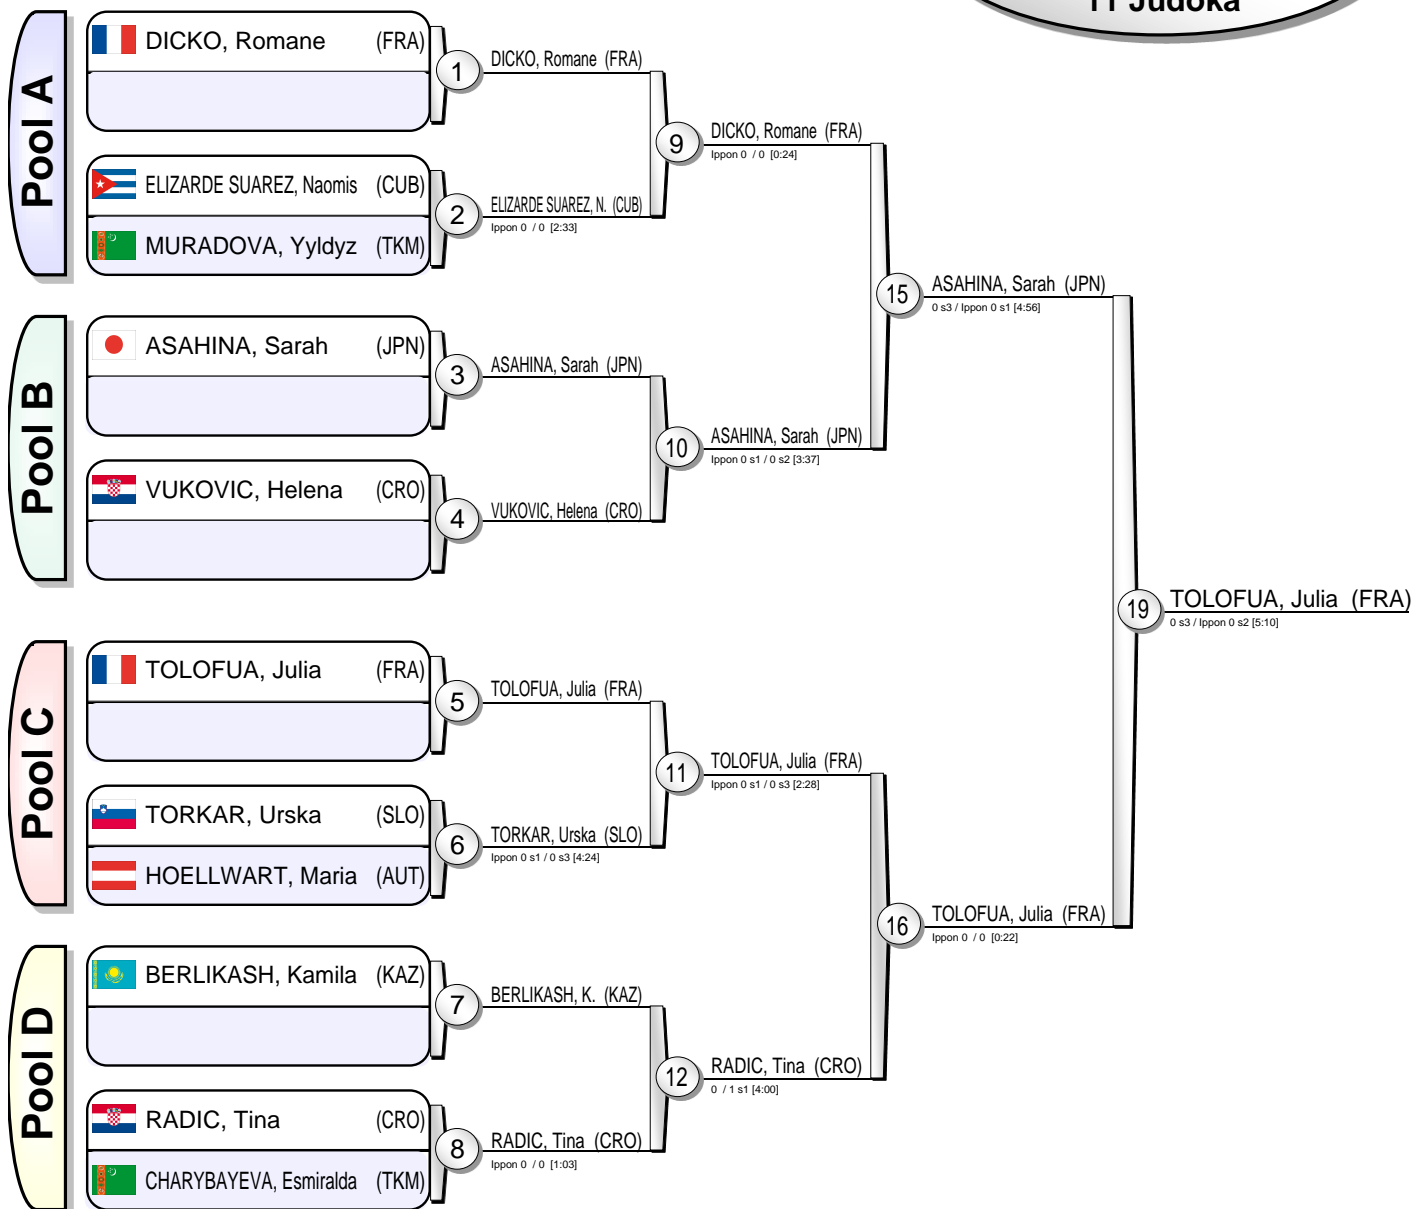 11 Judoka
Pool A
DICKO, Romane (FRA)
1
DICKO, Romane (FRA)
ELIZARDE SUAREZ, Naomis (CUB)
MURADOVA, Yyldyz (TKM)
2
ELIZARDE SUAREZ, N. (CUB)
Ippon 0 / 0 [2:33]
9
DICKO, Romane (FRA)
Ippon 0 / 0 [0:24]
Pool B
ASAHINA, Sarah (JPN)
3
ASAHINA, Sarah (JPN)
VUKOVIC, Helena (CRO)
4
VUKOVIC, Helena (CRO)
10
ASAHINA, Sarah (JPN)
Ippon 0 s1 / 0 s2 [3:37]
15
ASAHINA, Sarah (JPN)
0 s3 / Ippon 0 s1 [4:56]
Pool C
TOLOFUA, Julia (FRA)
5
TOLOFUA, Julia (FRA)
TORKAR, Urska (SLO)
HOELLWART, Maria (AUT)
6
TORKAR, Urska (SLO)
Ippon 0 s1 / 0 s3 [4:24]
11
TOLOFUA, Julia (FRA)
Ippon 0 s1 / 0 s3 [2:28]
Pool D
BERLIKASH, Kamila (KAZ)
7
BERLIKASH, K. (KAZ)
RADIC, Tina (CRO)
CHARYBAYEVA, Esmiralda (TKM)
8
RADIC, Tina (CRO)
Ippon 0 / 0 [1:03]
12
RADIC, Tina (CRO)
0 / 1 s1 [4:00]
16
TOLOFUA, Julia (FRA)
Ippon 0 / 0 [0:22]
19
TOLOFUA, Julia (FRA)
0 s3 / Ippon 0 s2 [5:10]